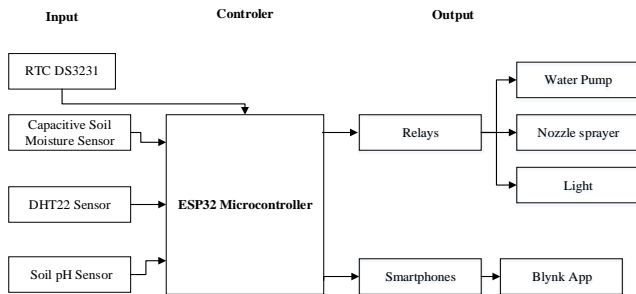 Input
Controler
Output
RTC DS3231
Capacitive Soil
Moisture Sensor
DHT22 Sensor
Soil pH Sensor
ESP32 Microcontroller
Relays
Smartphones
Water Pump
Nozzle sprayer
Light
Blynk App